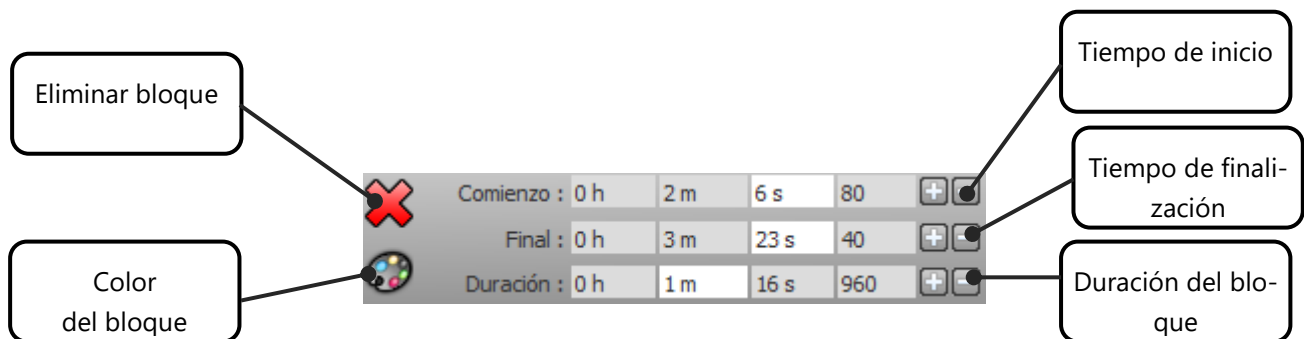 Tiempo de inicio
Eliminar bloque
Tiempo de finali-
zación
Comienzo : 0 h 2 m 6 s 80
Final : 0 h 3 m 23 s 40
Duración : 0 h 1 m 16 s 960
Color
del bloque
Duración del blo-
que